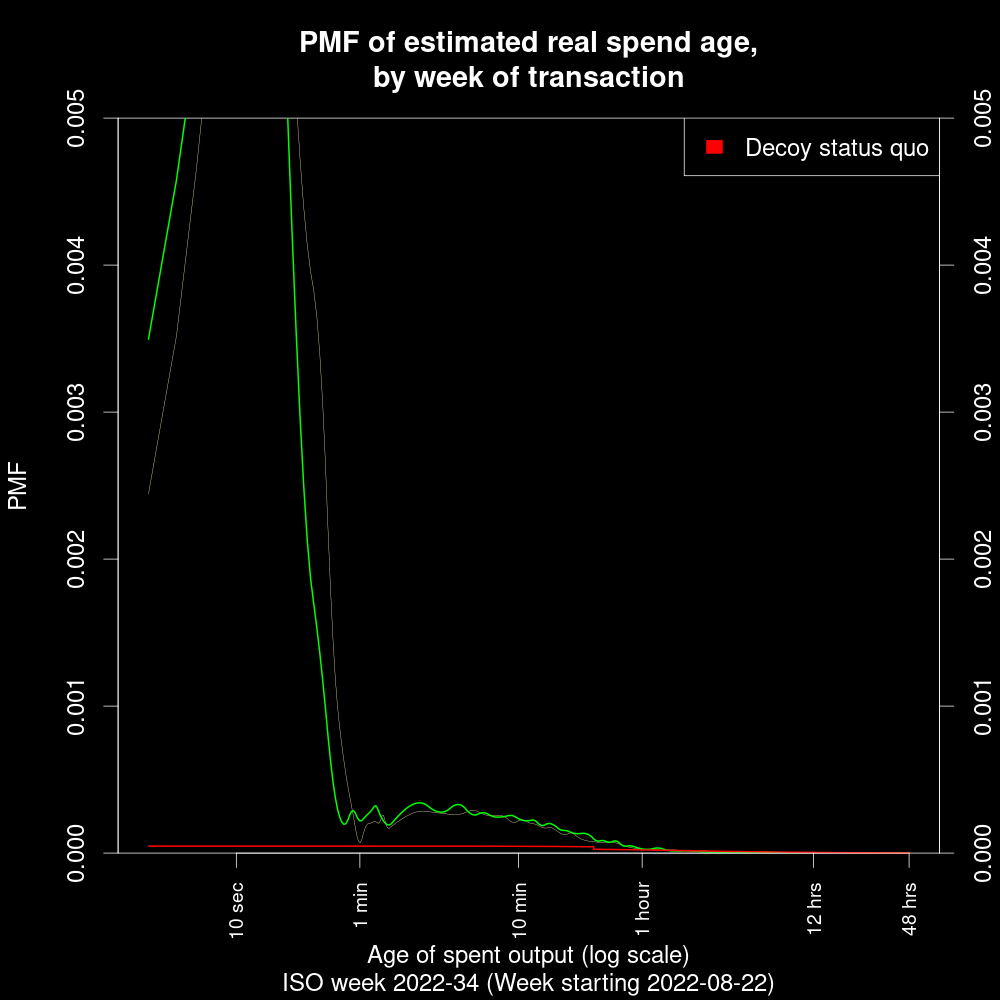 PMF of estimated real spend age,
by week of transaction
Decoy status quo
PMF
0.000
0.001
0.002
0.003
0.004
0.005
0.000
0.001
0.002
0.003
0.004
0.005
10 sec
1 min
10 min
1 hour
12 hrs
48 hrs
Age of spent output (log scale)
ISO week 2022-34 (Week starting 2022-08-22)